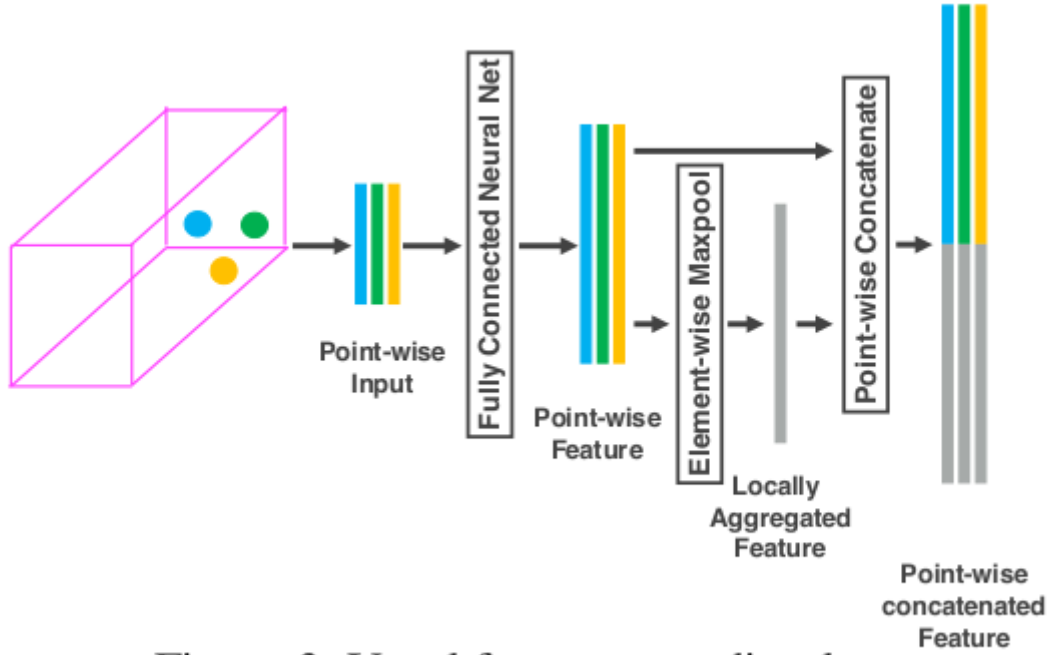 Point-wise
Input
Fully Connected Neural Net
Point-wise
Feature
Element-wise Maxpool
Locally
Aggregated
Feature
Point-wise Concatenate
Point-wise
concatenated
Feature